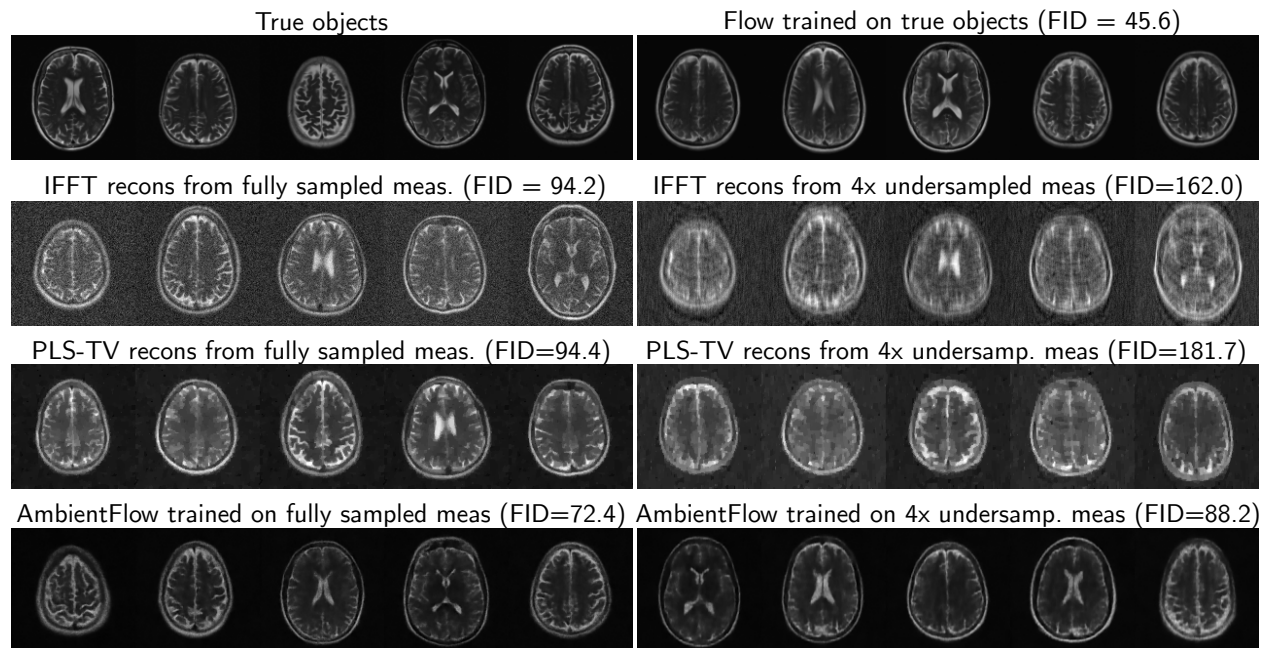 True objects
Flow trained on true objects (FID = 45.6)
IFFT recons from fully sampled meas. (FID = 94.2)
IFFT recons from 4x undersampled meas (FID=162.0)
PLS-TV recons from fully sampled meas. (FID=94.4)
PLS-TV recons from 4x undersamp. meas (FID=181.7)
AmbientFlow trained on fully sampled meas (FID=72.4)
AmbientFlow trained on 4x undersamp. meas (FID=88.2)